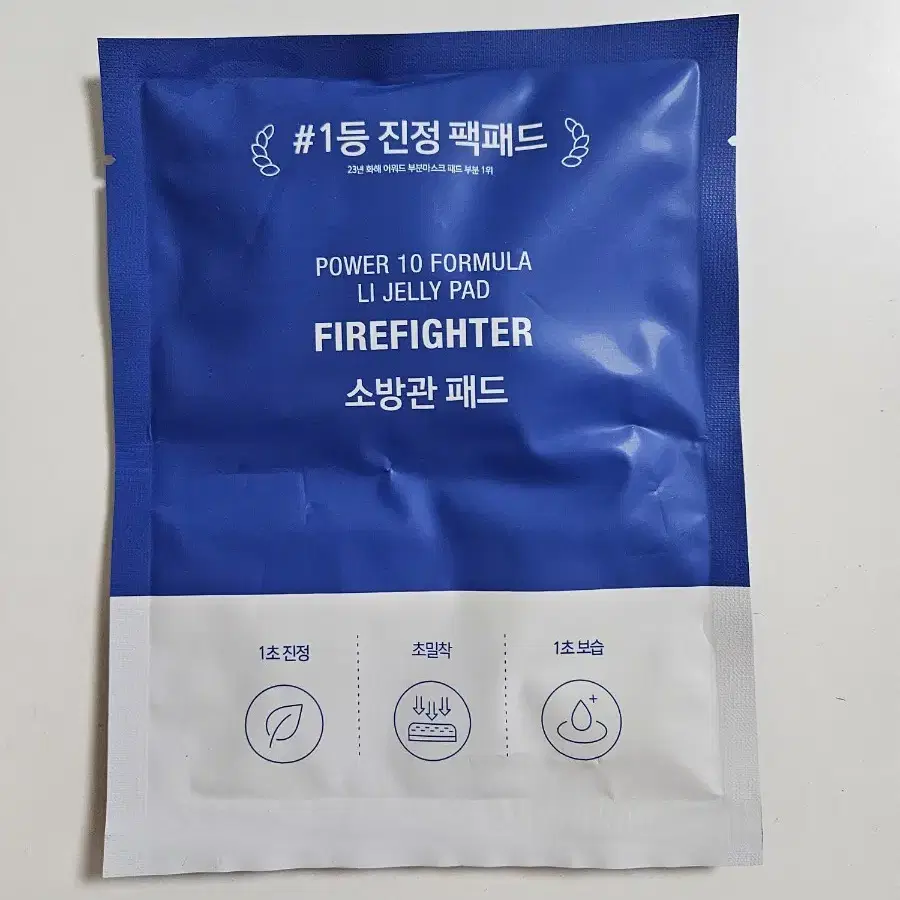 #1등 진정 팩패드
23년 화해 어워드 부분마스크 패드 부분 1위
POWER 10 FORMULA
LI JELLY PAD
FIREFIGHTER
소방관 패드
1초 진정
초밀착
1초 보습